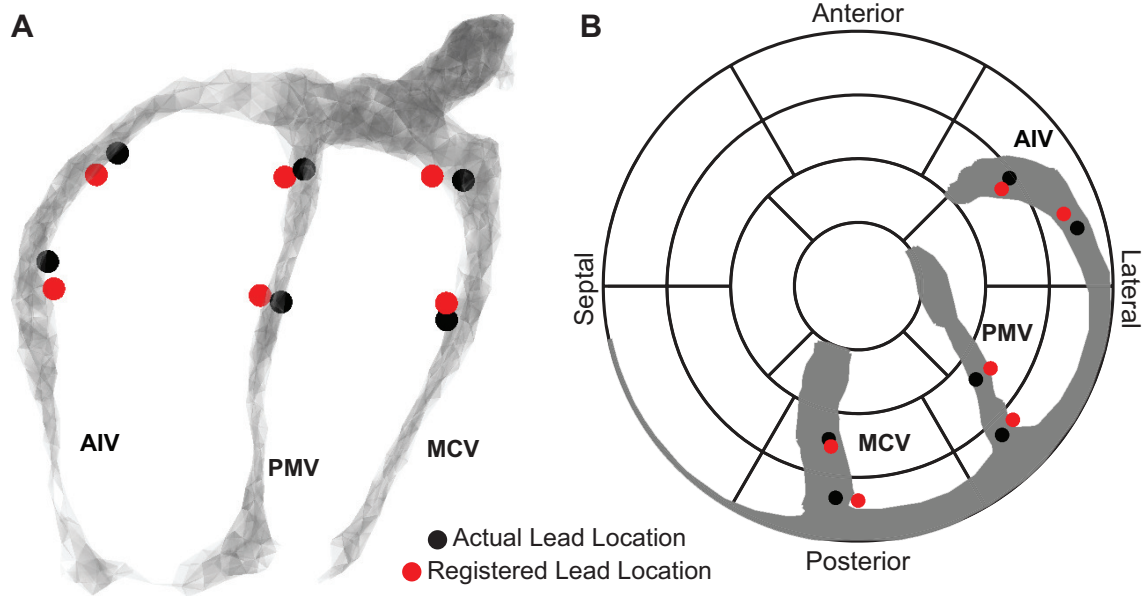 A
B
Anterior
AIV
Septal
Lateral
PMV
MCV
Posterior
AIV
PMV
MCV
Actual Lead Location
Registered Lead Location